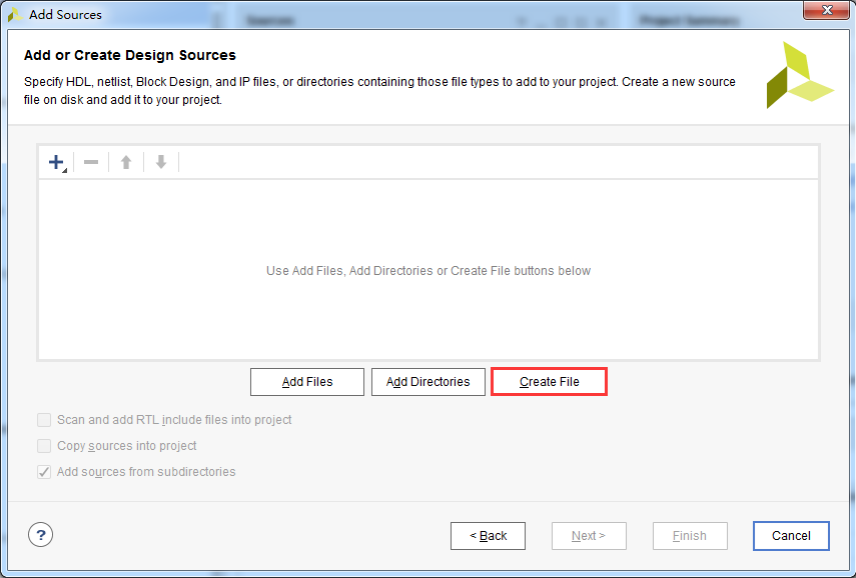 Add Sources
Sources
Project Summary
Add or Create Design Sources
Specify HDL, netlist, Block Design, and IP files, or directories containing those file types to add to your project. Create a new source
file on disk and add it to your project.
Use Add Files, Add Directories or Create File buttons below
Add Files
Add Directories
Create File
Scan and add RTL include files into project
Copy sources into project
Add sources from subdirectories
?
< Back
Next >
Finish
Cancel